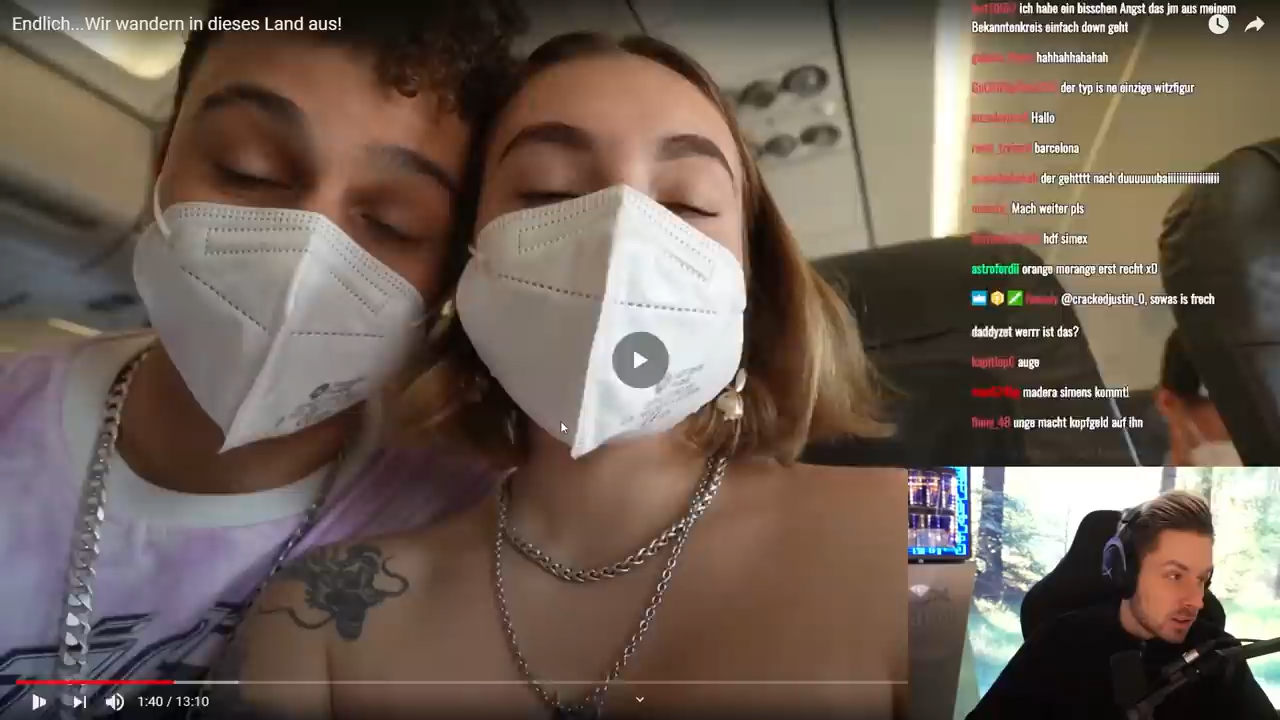 Endlich...Wir wandern in dieses Land aus!
ich habe ein bisschen Angst das jm aus meinem
Bekanntenkreis einfach down geht
hahhahhahahah
der typ is ne einzige witzfigur
Hallo
barcelona
der gehtttt nach duuuuuubaiiiiiiiiiiiiiiiiii
Mach weiter pls
hdf simex
astrofordii orange morange erst recht xD
@crackedjustin_0, sowas is frech
daddyzet werrr ist das?
auge
madera simens kommt!
unge macht kopfgeld auf ihn
1:40 / 13:10